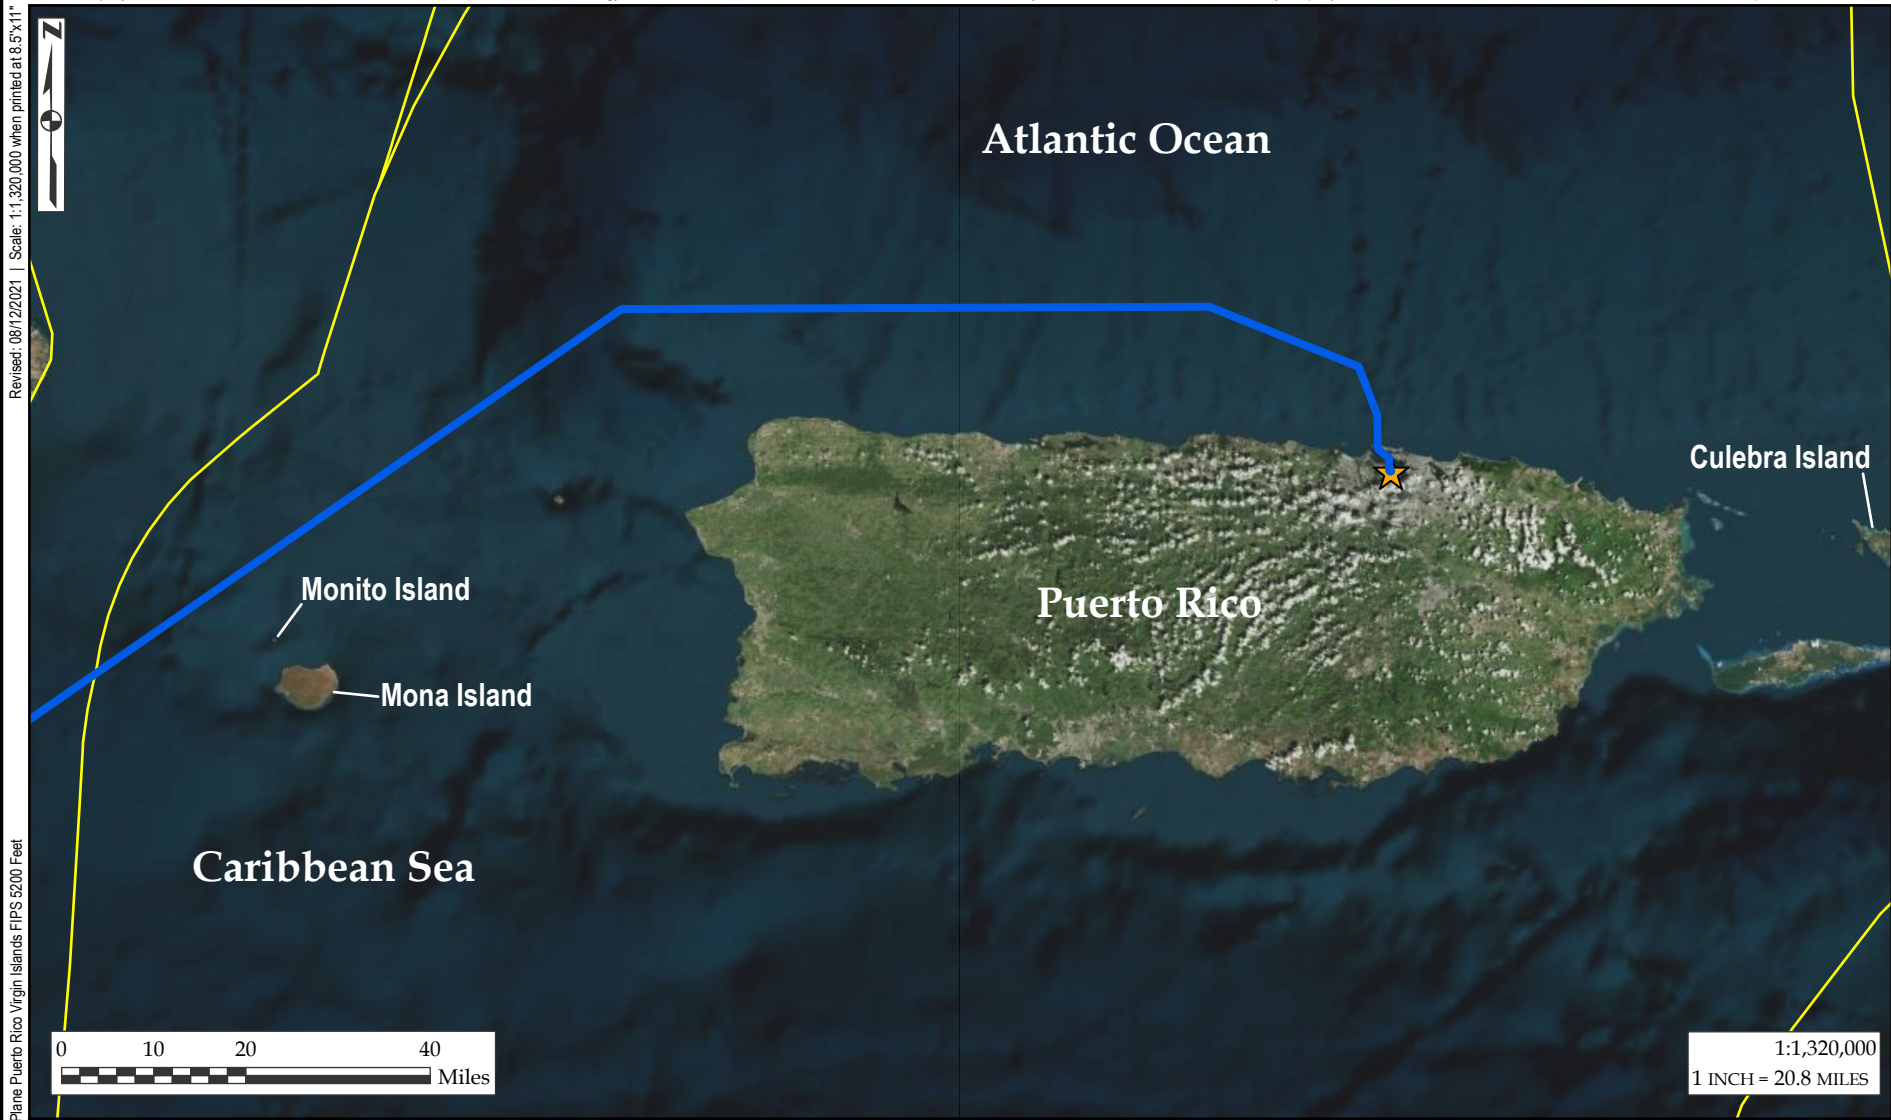 Revised: 08/12/2021 | Scale: 1:1,320,000 when printed at 8.5"x11"
Plane Puerto Rico Virgin Islands FIPS 5200 Feet
N
Atlantic Ocean
Culebra Island
Monito Island
Puerto Rico
Mona Island
Caribbean Sea
0 10 20 40
Miles
1:1,320,000
1 INCH = 20.8 MILES